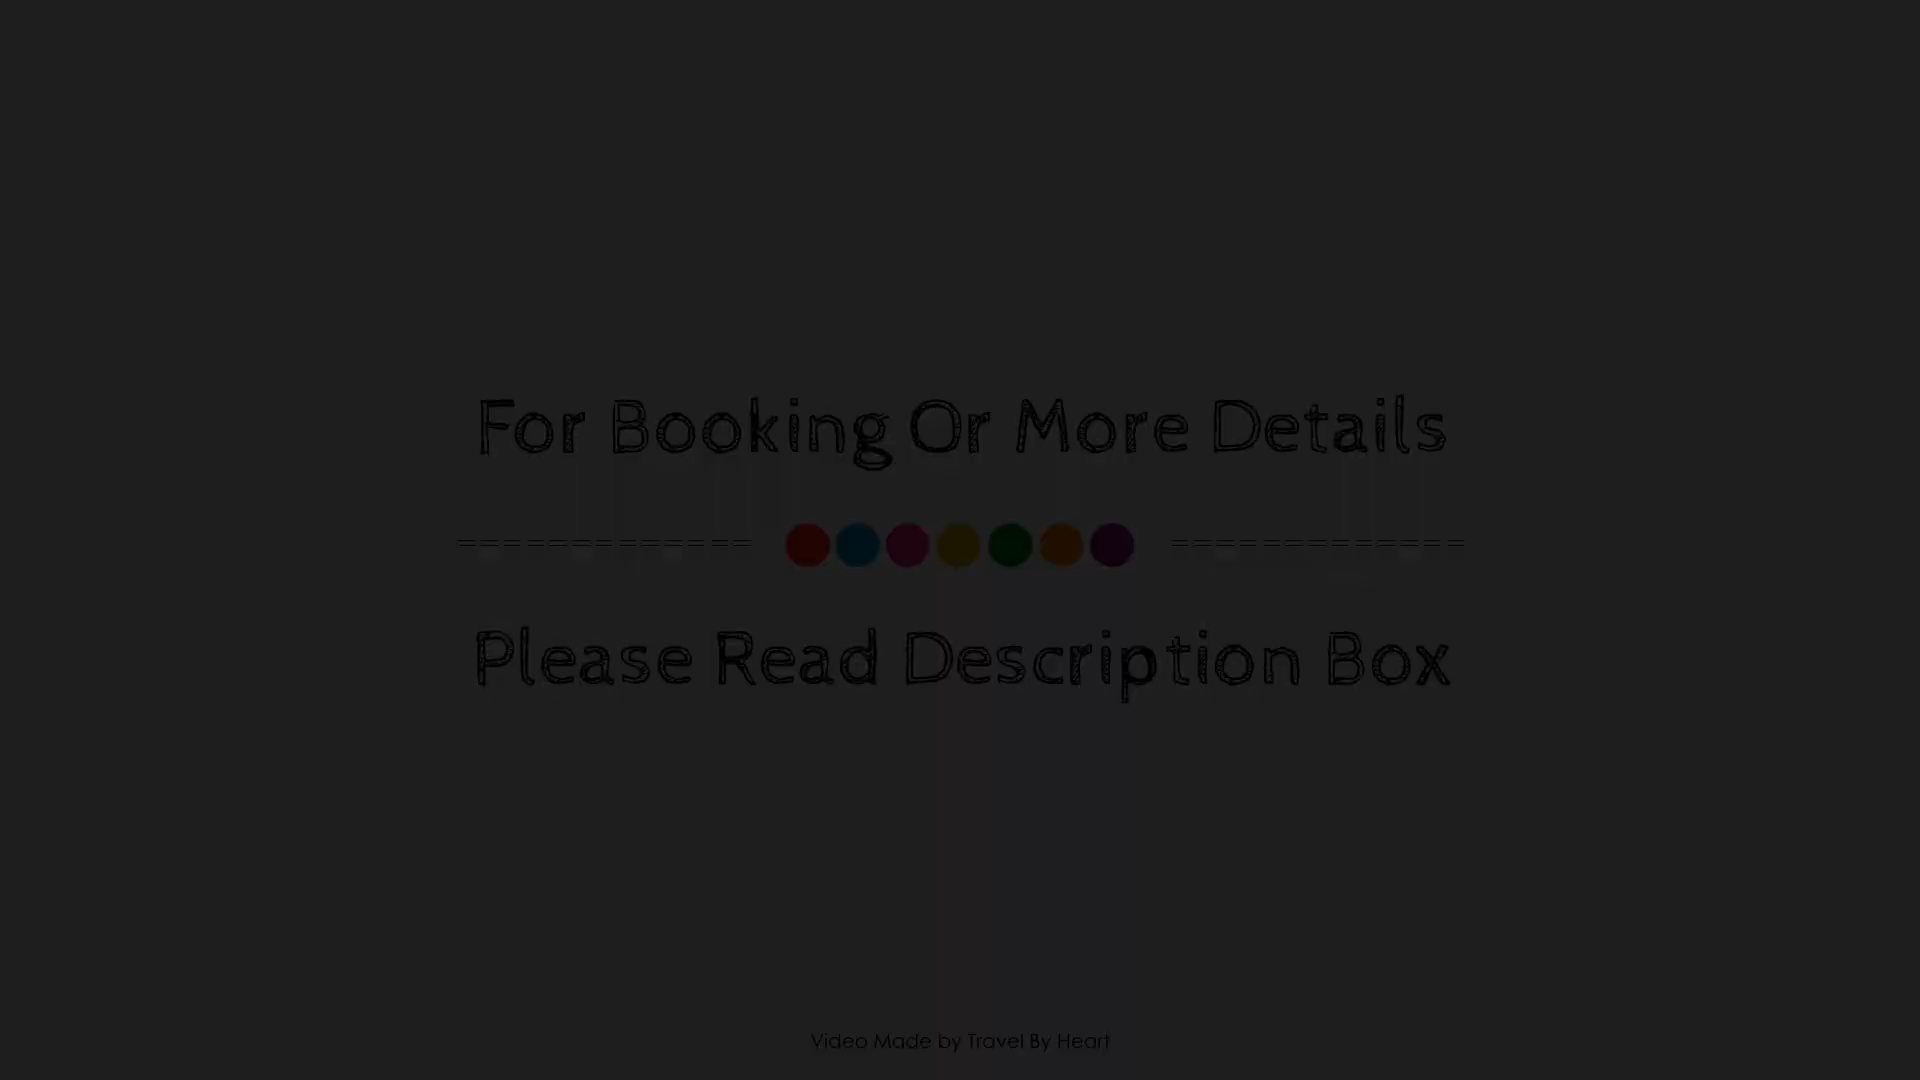 For Booking Or More Details
============= =============
Please Read Description Box
Video Made by Travel By Heart